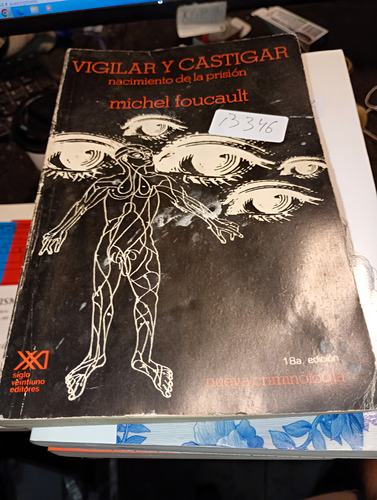 VIGILAR Y CASTIGAR
nacimiento de la prisión
michel foucault
13346
18a. edición
siglo
veintiuno
editores
nueva criminología